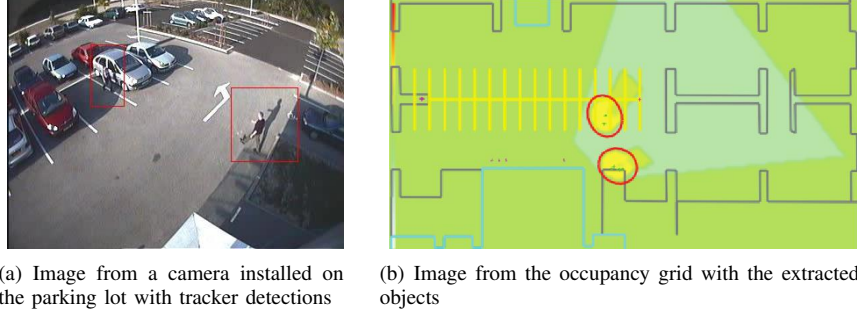 (a) Image from a camera installed on
the parking lot with tracker detections
(b) Image from the occupancy grid with the extracted
objects